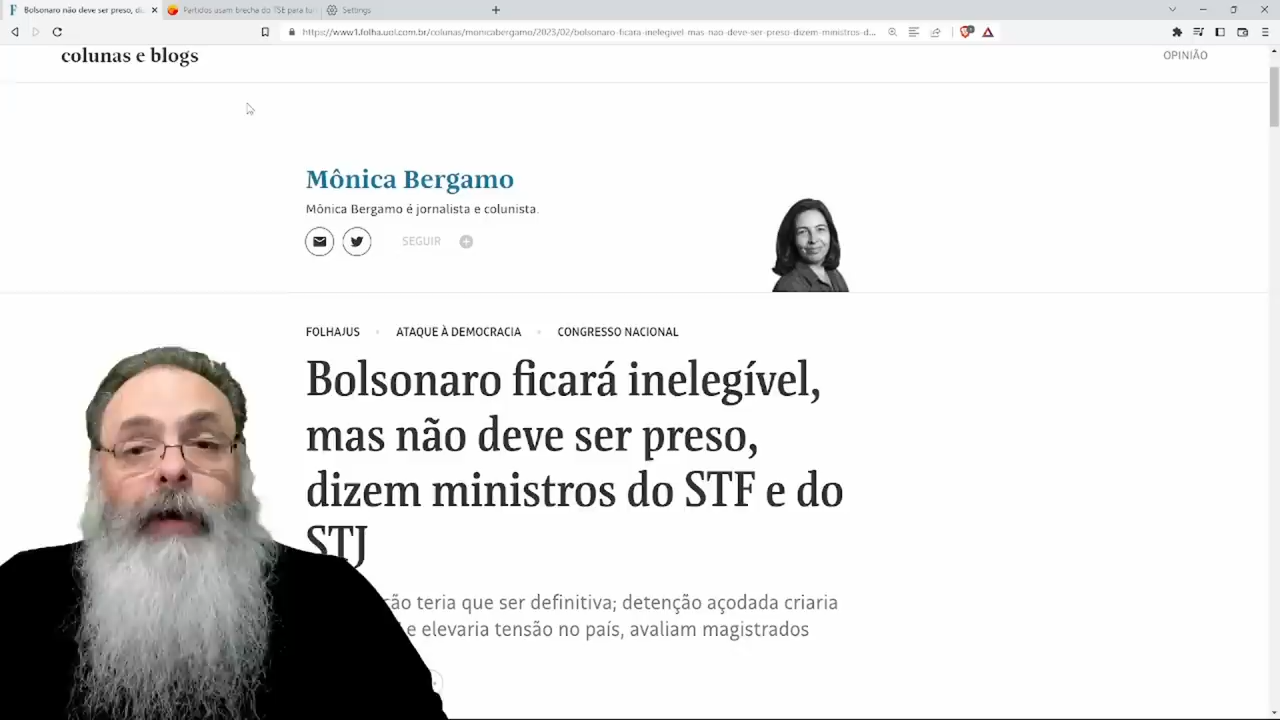 Bolsonaro não deve ser preso, di
Partidos usam brecha do TSE para
Settings
https://www1.folha.uol.com.br/colunas/monicabergamo/2023/02/bolsonaro-ficara-inelegivel-mas-nao-deve-ser-preso-dizem-ministros-d...
colunas e blogs
OPINIÃO
Mônica Bergamo
Mônica Bergamo é jornalista e colunista.
SEGUIR
FOLHAJUS
ATAQUE À DEMOCRACIA
CONGRESSO NACIONAL
Bolsonaro ficará inelegível,
mas não deve ser preso,
dizem ministros do STF e do
STJ
teria que ser definitiva; detenção açodada criaria
e elevaria tensão no país, avaliam magistrados